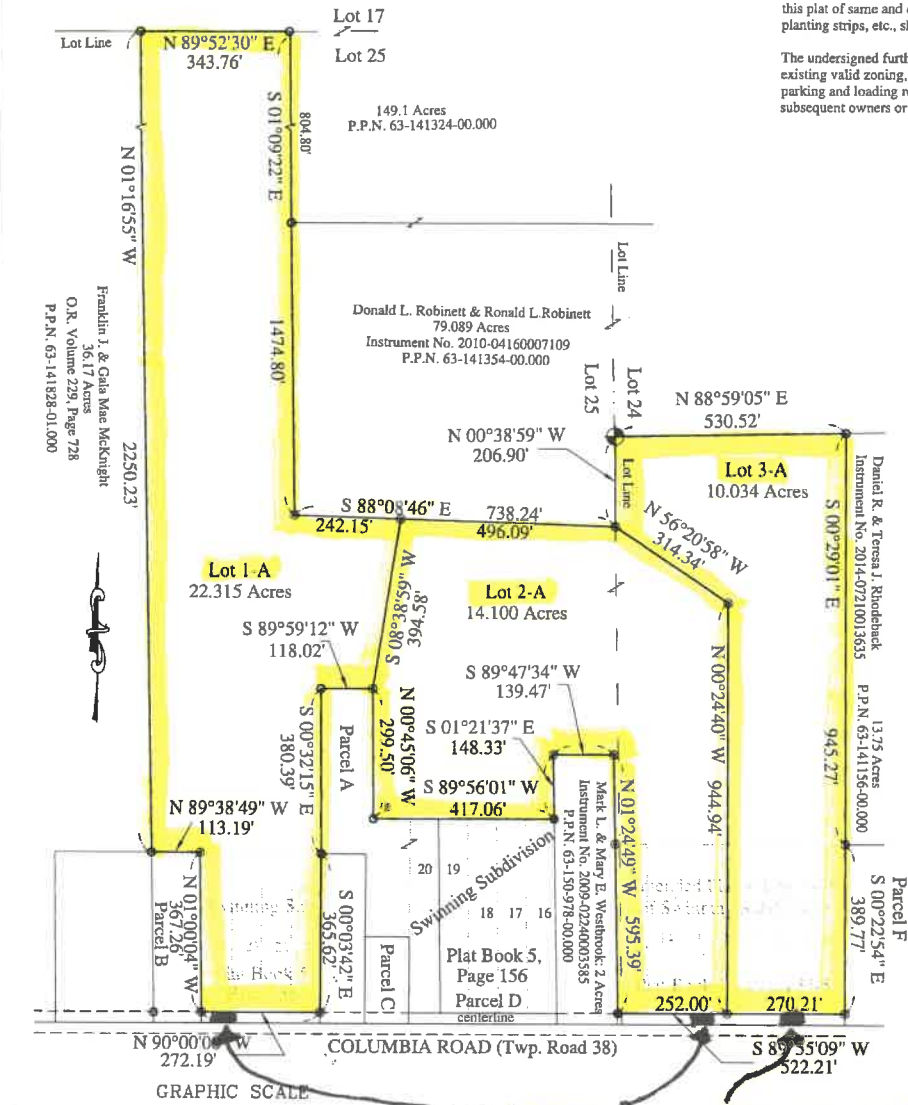 this plat of same and
planting strips, etc.,
The undersigned
existing valid zoning,
parking and loading
subsequent owners or
Lot 17
Lot Line
N 89°52'30" E
343.76'
Lot 25
S 01°09'22" E
804.80'
149.1 Acres
P.P.N. 63-141324-00.000
N 01°16'55" W
2250.23'
Franklin J. & Gala Mae McKnight
36.17 Acres
O.R. Volume 229, Page 728
P.P.N. 63-141828-01.000
1474.80'
Lot Line
Donald L. Robinett & Ronald L.Robinett
79.089 Acres
Instrument No. 2010-04160007109
P.P.N. 63-141354-00.000
Lot 25
Lot 24
N 88°59'05" E
530.52'
N 00°38'59" W
206.90'
Lot Line
Lot 3-A
10.034 Acres
Daniel R. & Teresa J. Rhodeback
Instrument No. 2014-07210013635
13.75 Acres
P.P.N. 63-141156-00.000
S 00°29'01" E
945.27'
S 88°08'46" E
738.24'
242.15'
496.09'
N 56°20'58" W
314.34'
Lot 1-A
22.315 Acres
S 08°38'59" W
394.58'
Lot 2-A
14.100 Acres
S 89°59'12" W
118.02'
S 89°47'34" W
139.47'
N 00°24'40" W
944.94'
S 00°32'15" E
380.39'
Parcel A
N 00°45'06" W
299.50'
S 01°21'37" E
148.33'
S 89°56'01" W
417.06'
N 89°38'49" W
113.19'
Mark L. & Mary E. Westbrook: 2 Acres
Instrument No. 2009-02240003585
P.P.N. 63-150-978-00.000
N 01°24'49" W
595.39'
20 19
Swinning Subdivision
18 17 16
N 01°00'04" W
367.26'
Parcel B
S 00°03'42" E
365.62'
Parcel C
Plat Book 5,
Page 156
Parcel D
centerline
Parcel F
S 00°22'54" E
389.77'
252.00'
270.21'
N 90°00'0 W
272.19'
COLUMBIA ROAD (Twp. Road 38)
S 89°55'09" W
522.21'
GRAPHIC SCALE